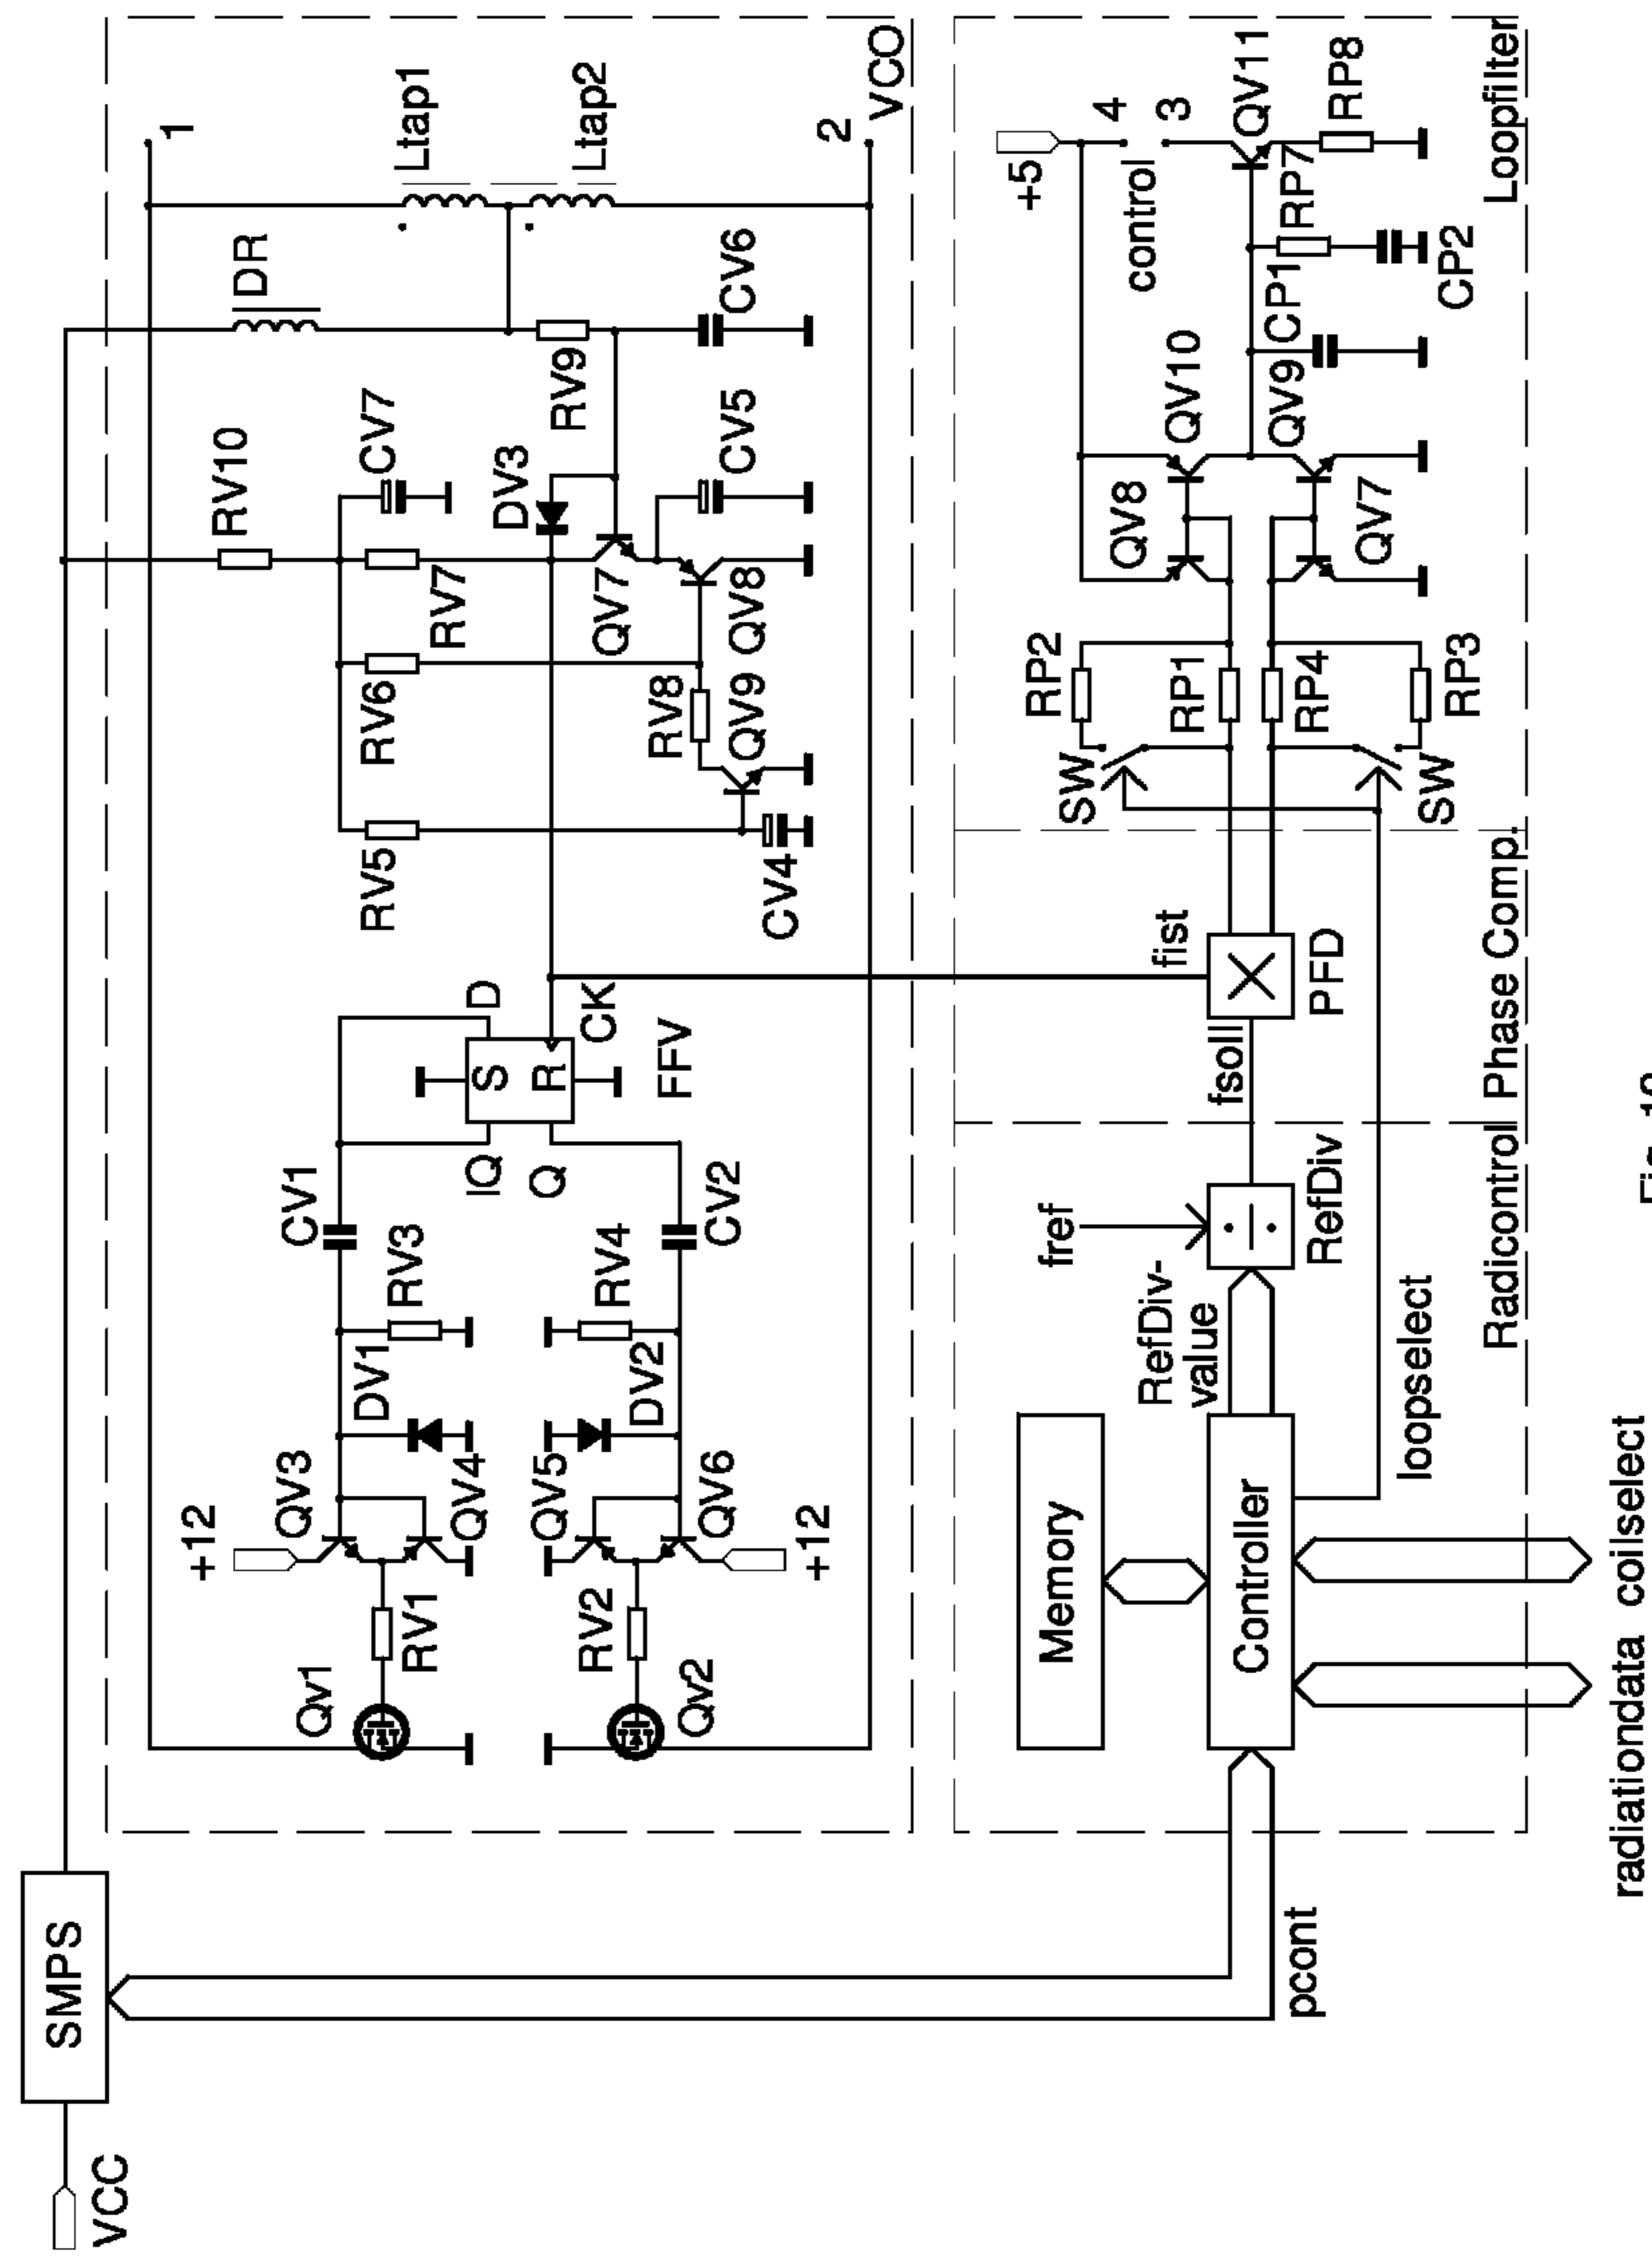 VCC
SMPS
pcont
+12
Qv1
RV1
QV3
QV4
DV1
RV3
CV1
IQ
D
S
R
Q
CK
FFV
Qv2
RV2
QV5
QV6
+12
DV2
RV4
CV2
RV5
RV6
RV7
RV10
CV7
DR
DV3
RV9
QV7
RV8
QV9
QV8
CV4
CV5
CV6
Ltap1
Ltap2
1
2
VCO
Memory
Controller
RefDiv-
value
fref
RefDiv
fsoll
fist
PFD
SW
SW
RP2
RP1
RP4
RP3
QV8
QV10
QV7
QV9
CP1
RP7
CP2
+5
control
4
3
QV11
RP8
loopselect
Radicontrol
Phase Comp.
Loopfilter
radiationdata
coilselect